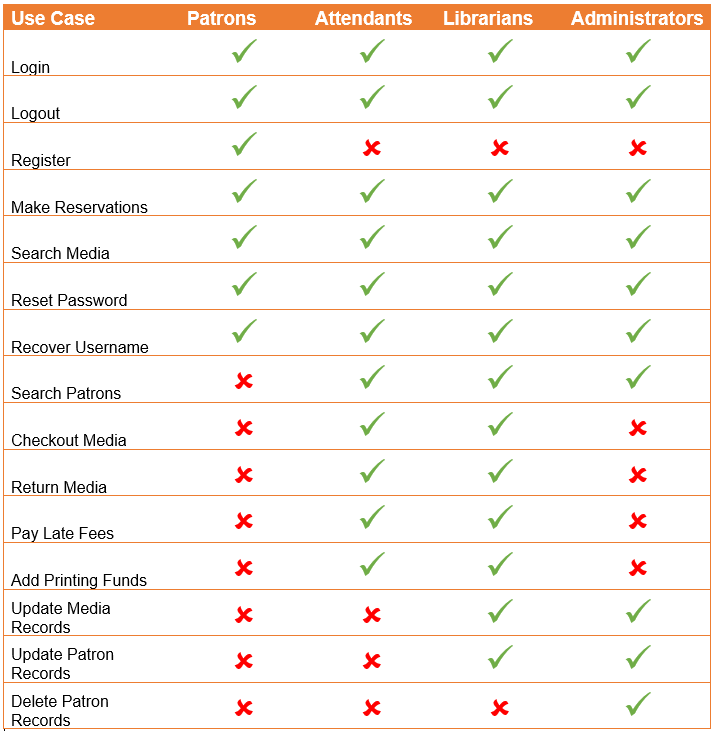 Use Case Patrons Attendants Librarians Administrators
Login ✓ ✓ ✓ ✓
Logout ✓ ✓ ✓ ✓
Register ✓ ✘ ✘ ✘
Make Reservations ✓ ✓ ✓ ✓
Search Media ✓ ✓ ✓ ✓
Reset Password ✓ ✓ ✓ ✓
Recover Username ✓ ✓ ✓ ✓
Search Patrons ✘ ✓ ✓ ✓
Checkout Media ✘ ✓ ✓ ✘
Return Media ✘ ✓ ✓ ✘
Pay Late Fees ✘ ✓ ✓ ✘
Add Printing Funds ✘ ✓ ✓ ✘
Update Media
Records ✘ ✘ ✓ ✓
Update Patron
Records ✘ ✘ ✓ ✓
Delete Patron
Records ✘ ✘ ✘ ✓